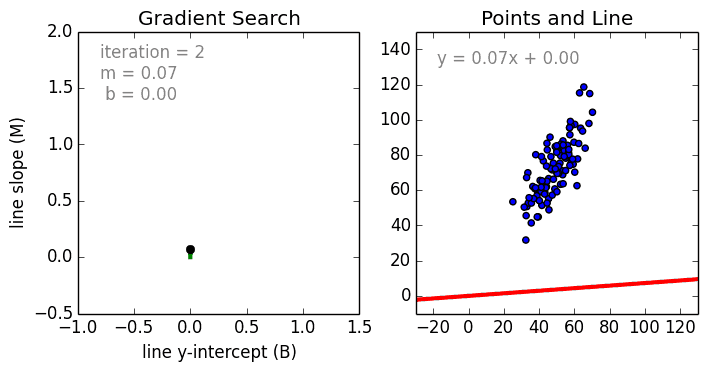 Gradient Search
2.0
1.5
1.0
0.5
0.0
−0.5
iteration = 2
m = 0.07
b = 0.00
line slope (M)
−1.0 −0.5 0.0 0.5 1.0 1.5
line y-intercept (B)
Points and Line
140
120
100
80
60
40
20
0
y = 0.07x + 0.00
−20 0 20 40 60 80 100 120